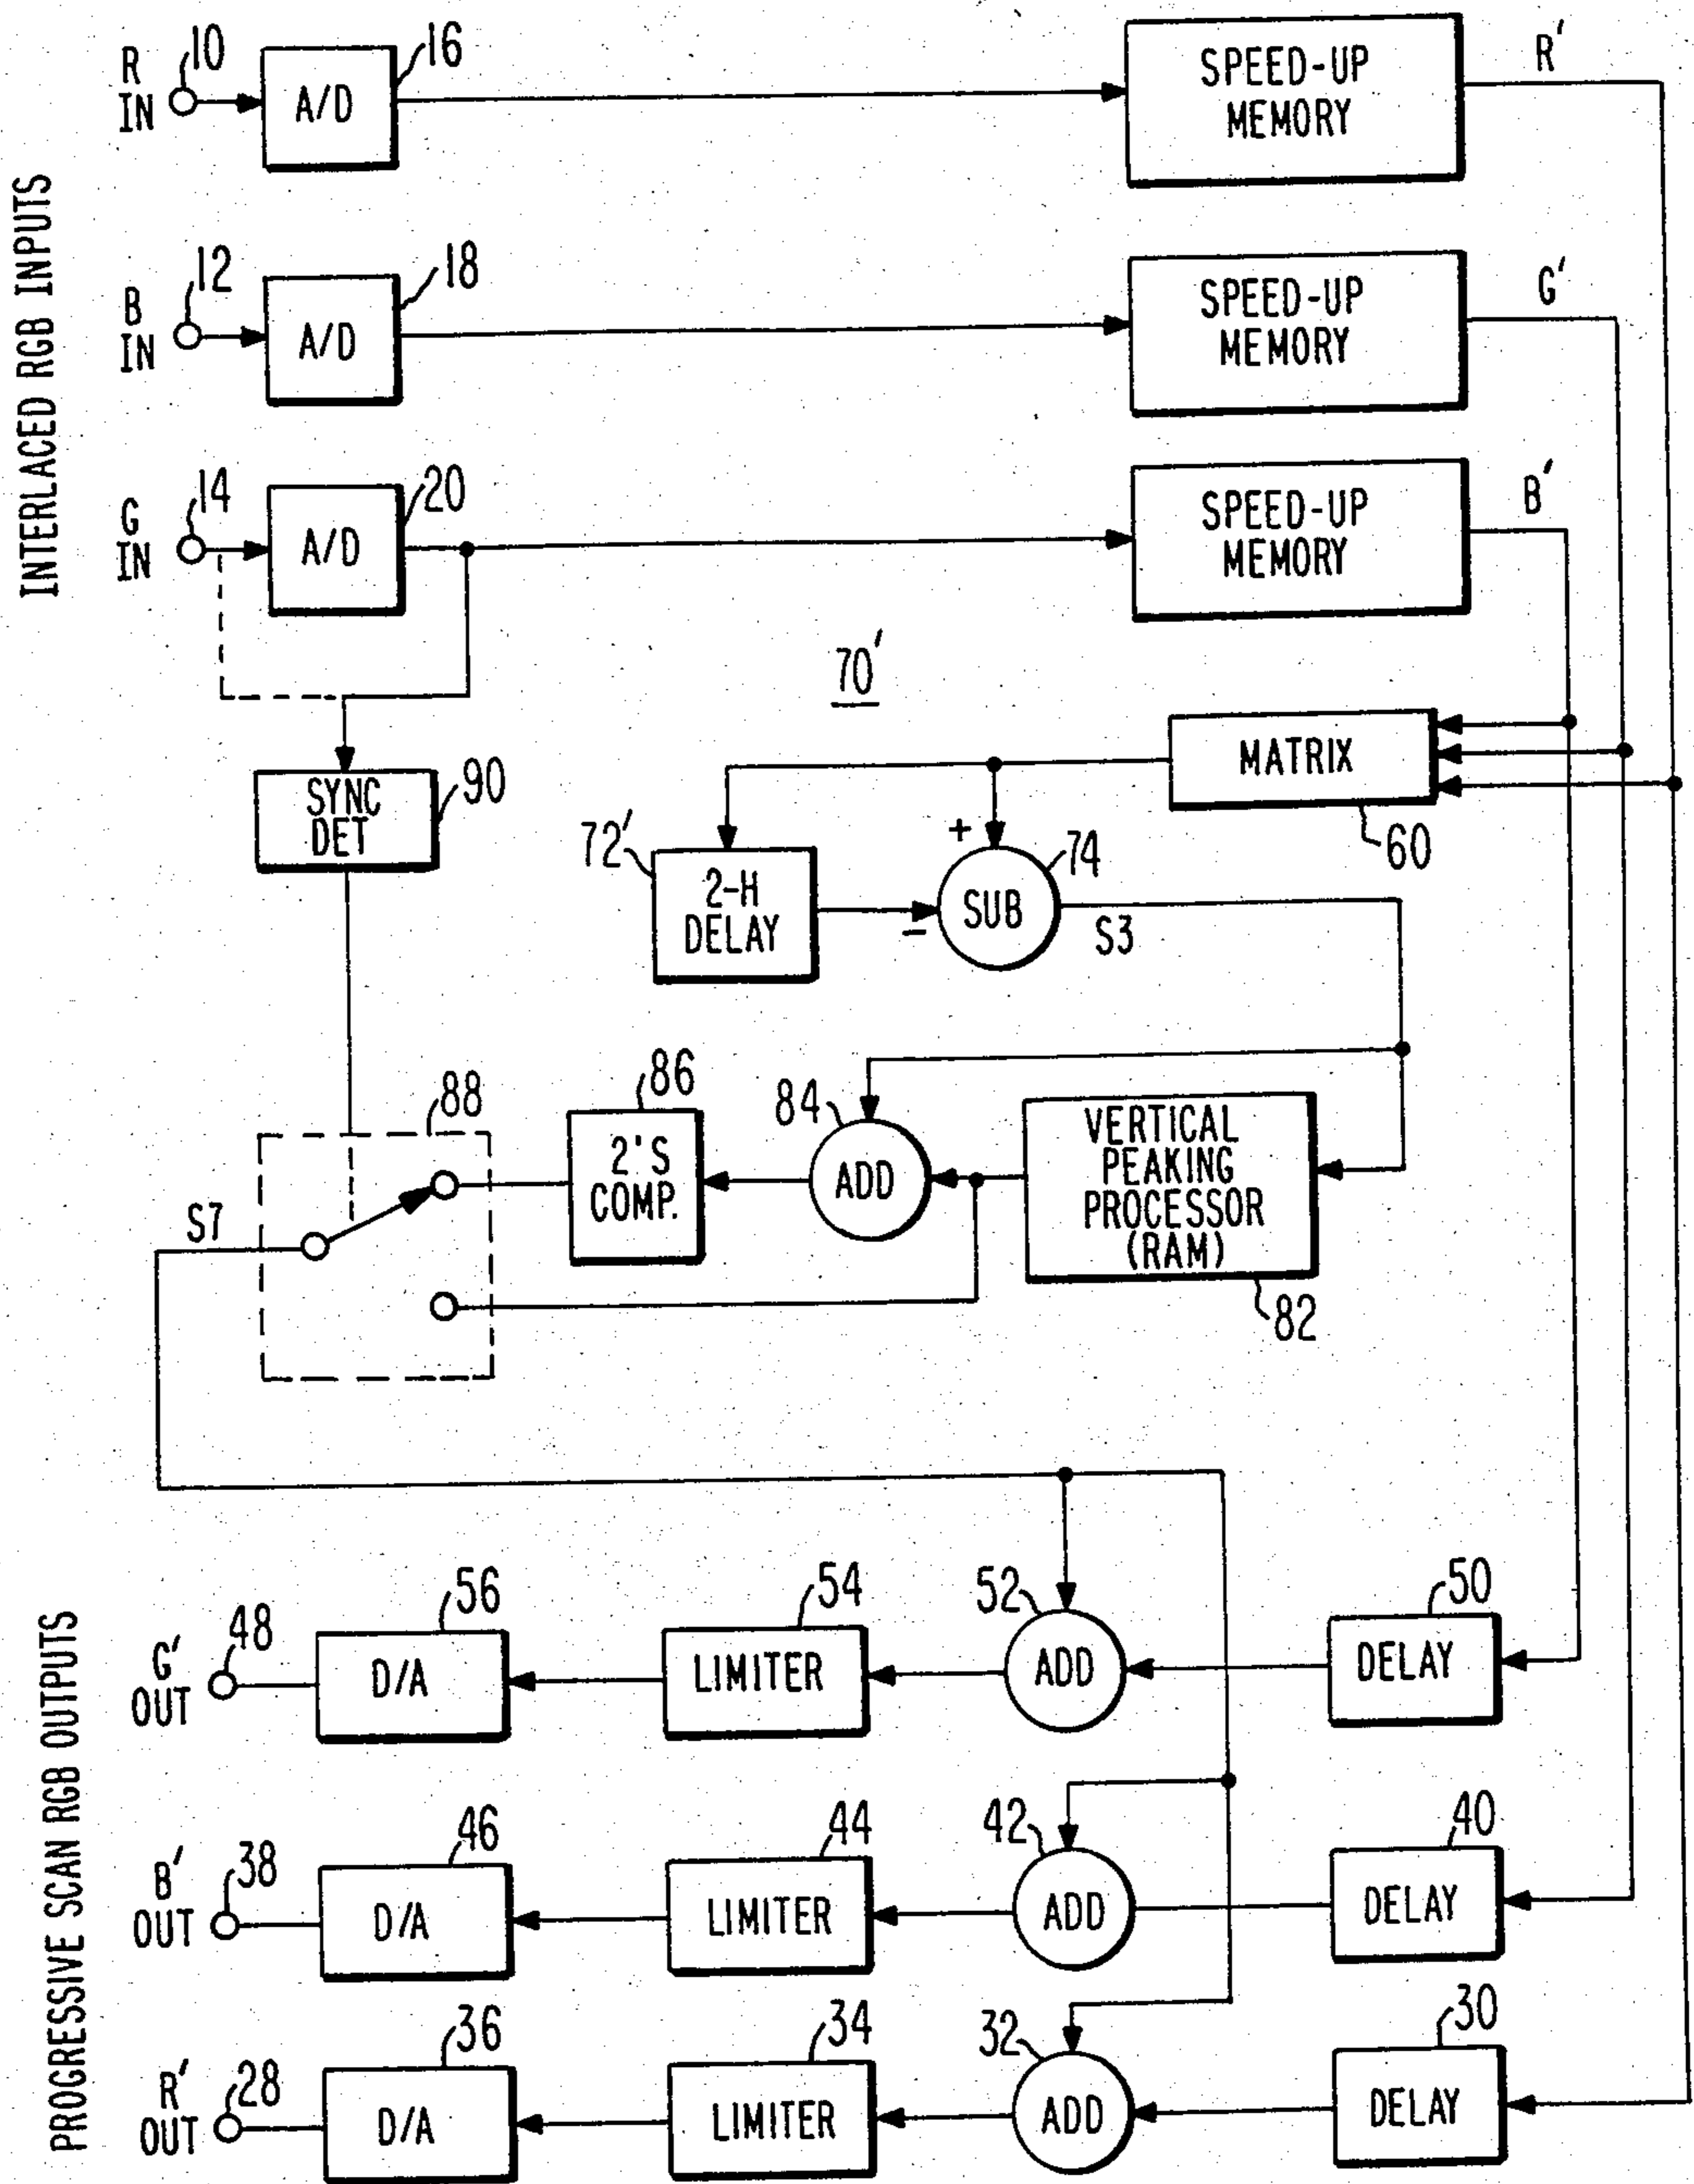 INTERLACED RGB INPUTS
R IN
10
A/D
16
SPEED-UP
MEMORY
R'
B IN
12
A/D
18
SPEED-UP
MEMORY
G'
G IN
14
A/D
20
SPEED-UP
MEMORY
B'
70'
MATRIX
60
SYNC
DET
90
72'
2-H
DELAY
+
-
SUB
74
S3
88
S7
86
2'S
COMP.
84
ADD
VERTICAL
PEAKING
PROCESSOR
(RAM)
82
PROGRESSIVE SCAN RGB OUTPUTS
G'
OUT
48
D/A
56
LIMITER
54
ADD
52
DELAY
50
B'
OUT
38
D/A
46
LIMITER
44
ADD
42
DELAY
40
R'
OUT
28
D/A
36
LIMITER
34
ADD
32
DELAY
30